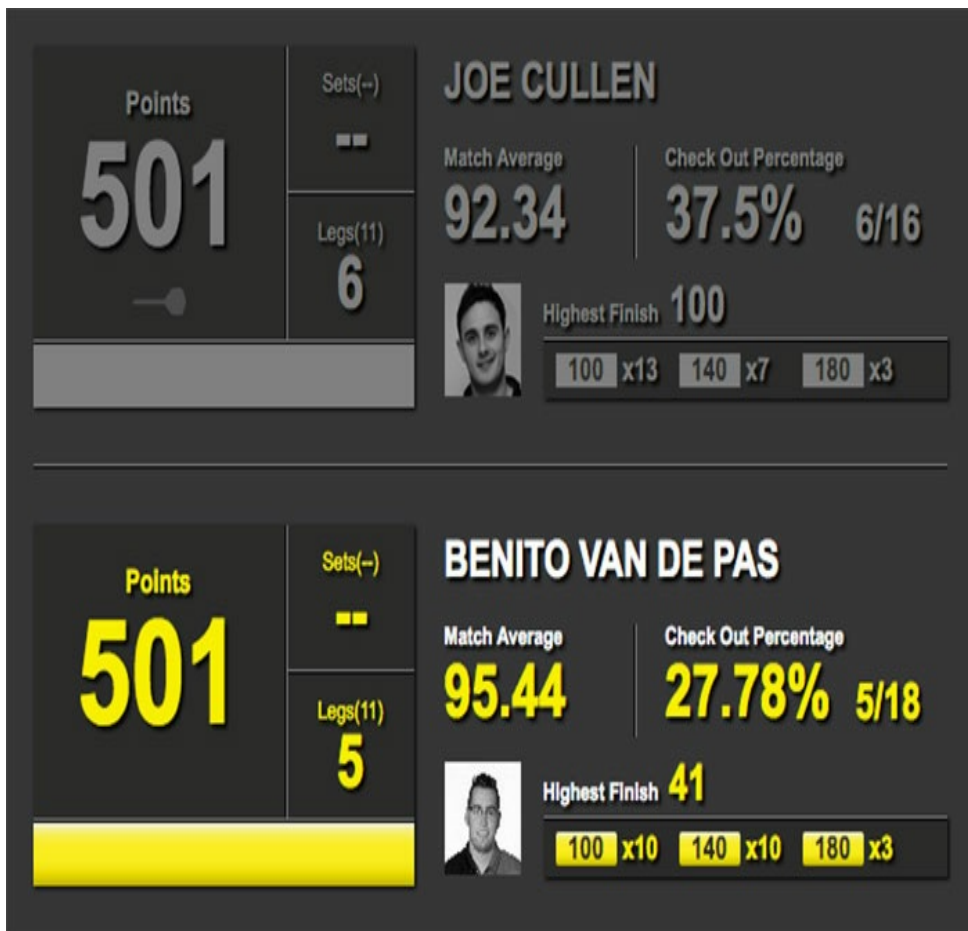 JOE CULLEN
Points
501
Sets(--)
--
Legs(11)
6
Match Average
92.34
Check Out Percentage
37.5% 6/16
Highest Finish 100
100 x13 140 x7 180 x3
BENITO VAN DE PAS
Points
501
Sets(--)
--
Legs(11)
5
Match Average
95.44
Check Out Percentage
27.78% 5/18
Highest Finish 41
100 x10 140 x10 180 x3